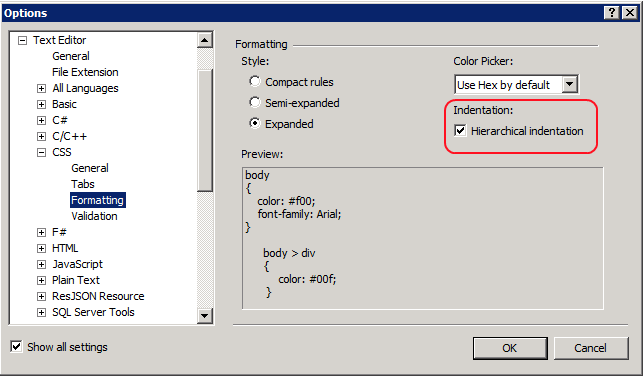 Options
Text Editor
General
File Extension
All Languages
Basic
C#
C/C++
CSS
General
Tabs
Formatting
Validation
F#
HTML
JavaScript
Plain Text
ResJSON Resource
SQL Server Tools
Show all settings
Formatting
Style:
Compact rules
Semi-expanded
Expanded
Color Picker:
Use Hex by default
Indentation:
Hierarchical indentation
Preview:
body
{
color: #f00;
font-family: Arial;
}
body > div
{
color: #00f;
}
OK
Cancel